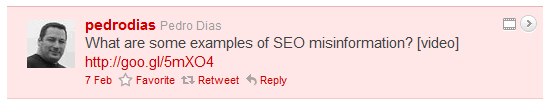 pedrodias Pedro Dias
What are some examples of SEO misinformation? [video]
http://goo.gl/5mXO4
7 Feb Favorite Retweet Reply